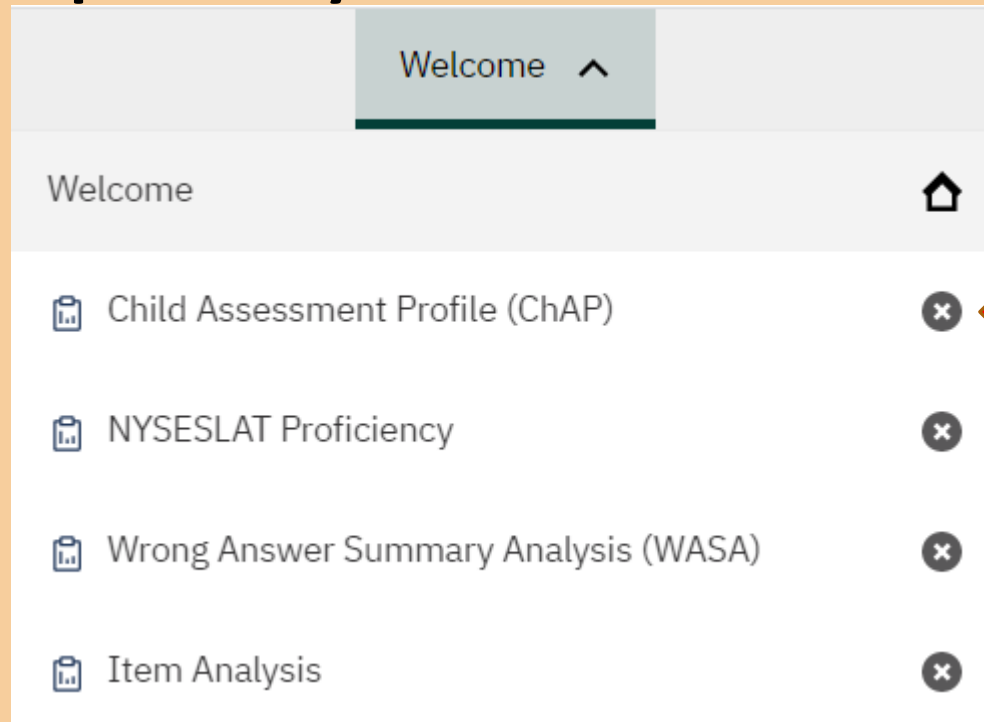 Welcome
Welcome
Child Assessment Profile (ChAP)
NYSESLAT Proficiency
Wrong Answer Summary Analysis (WASA)
Item Analysis